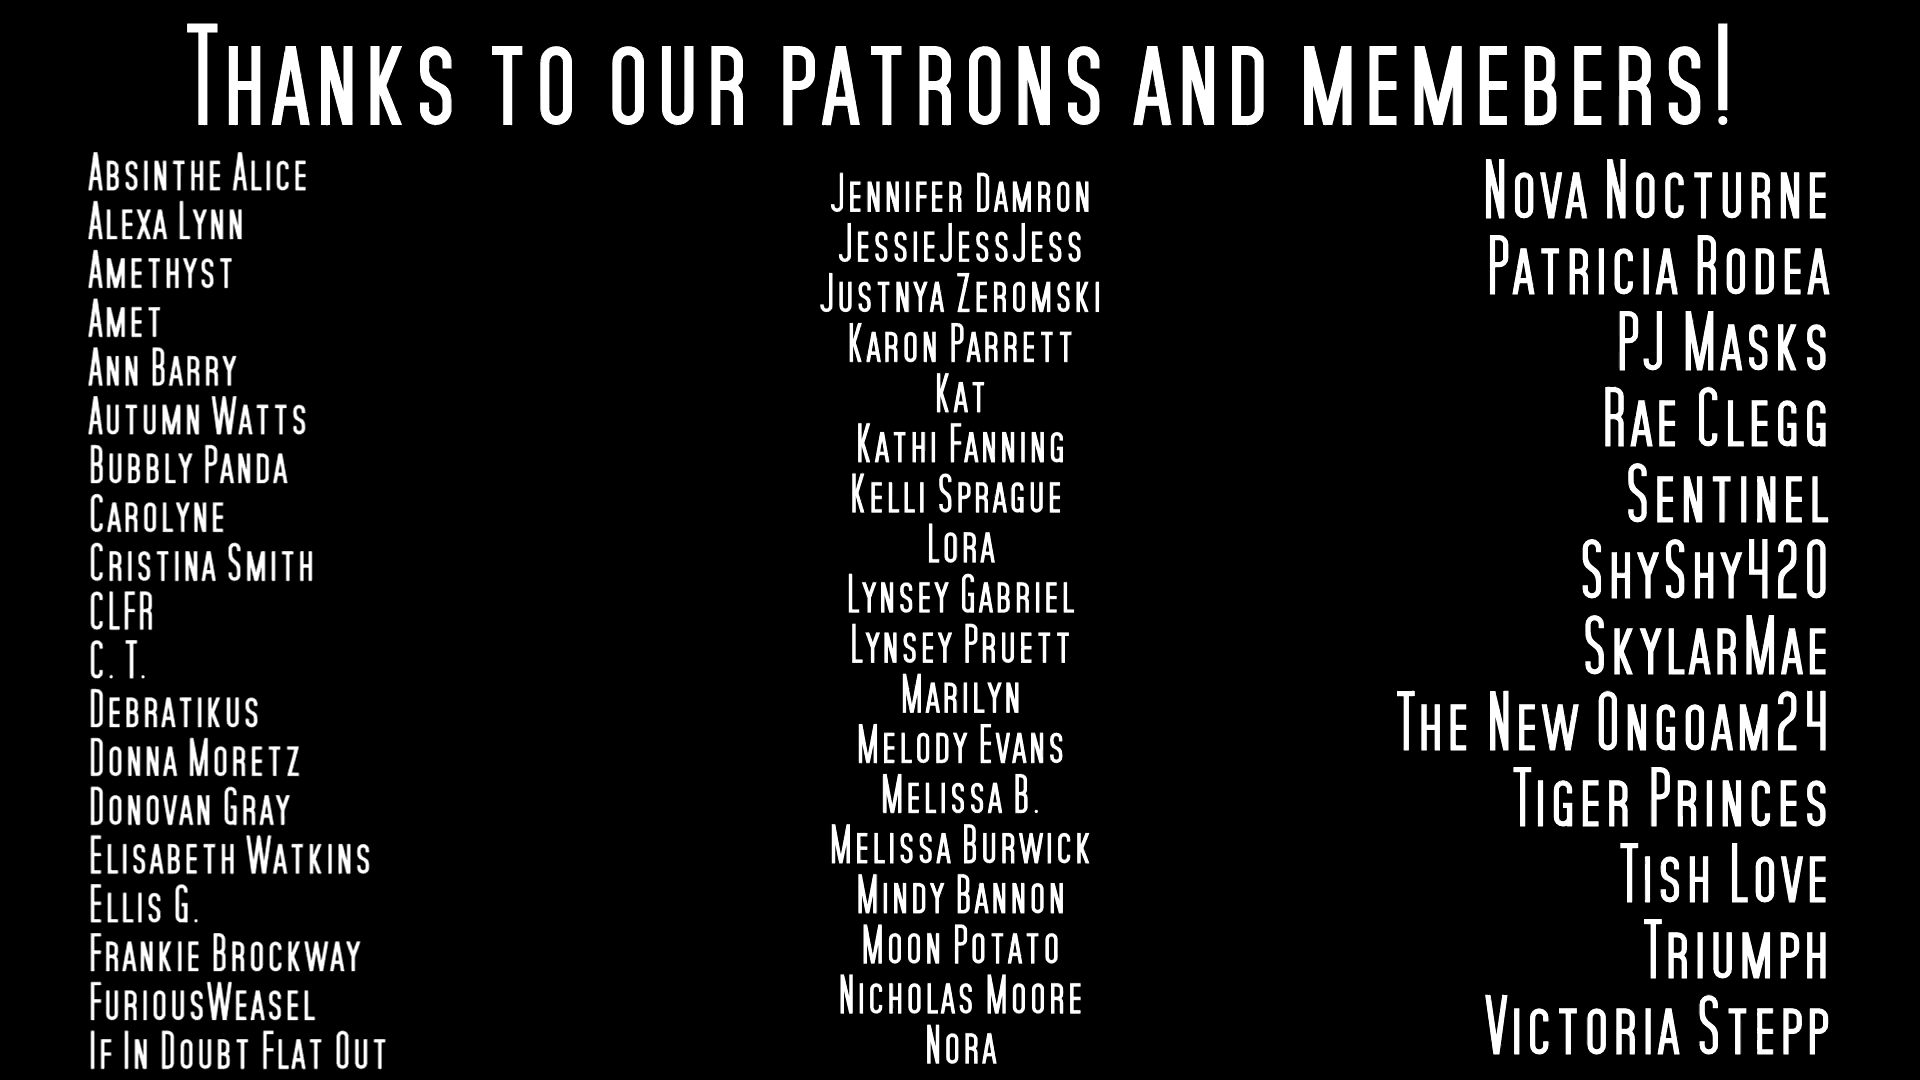 Thanks to our patrons and memebers!
Absinthe Alice
Alexa Lynn
Amethyst
Amet
Ann Barry
Autumn Watts
Bubbly Panda
Carolyne
Cristina Smith
CLFR
C. T.
Debratikus
Donna Moretz
Donovan Gray
Elisabeth Watkins
Ellis G.
Frankie Brockway
FuriousWeasel
If In Doubt Flat Out
Jennifer Damron
JessieJessJess
Justnya Zeromski
Karon Parrett
Kat
Kathi Fanning
Kelli Sprague
Lora
Lynsey Gabriel
Lynsey Pruett
Marilyn
Melody Evans
Melissa B.
Melissa Burwick
Mindy Bannon
Moon Potato
Nicholas Moore
Nora
Nova Nocturne
Patricia Rodea
PJ Masks
Rae Clegg
Sentinel
ShyShy420
SkylarMae
The New Ongoam24
Tiger Princes
Tish Love
Triumph
Victoria Stepp